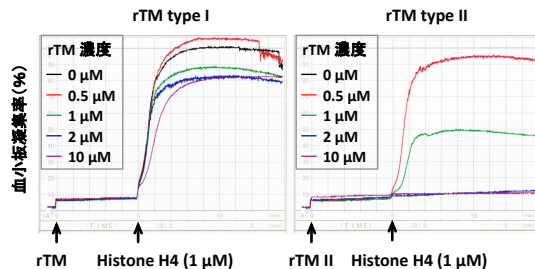 rTM type I
rTM type II
血小板凝集率(%)
rTM 濃度
0 μM
0.5 μM
1 μM
2 μM
10 μM
rTM 濃度
0 μM
0.5 μM
1 μM
2 μM
10 μM
rTM
Histone H4 (1 μM)
rTM II
Histone H4 (1 μM)